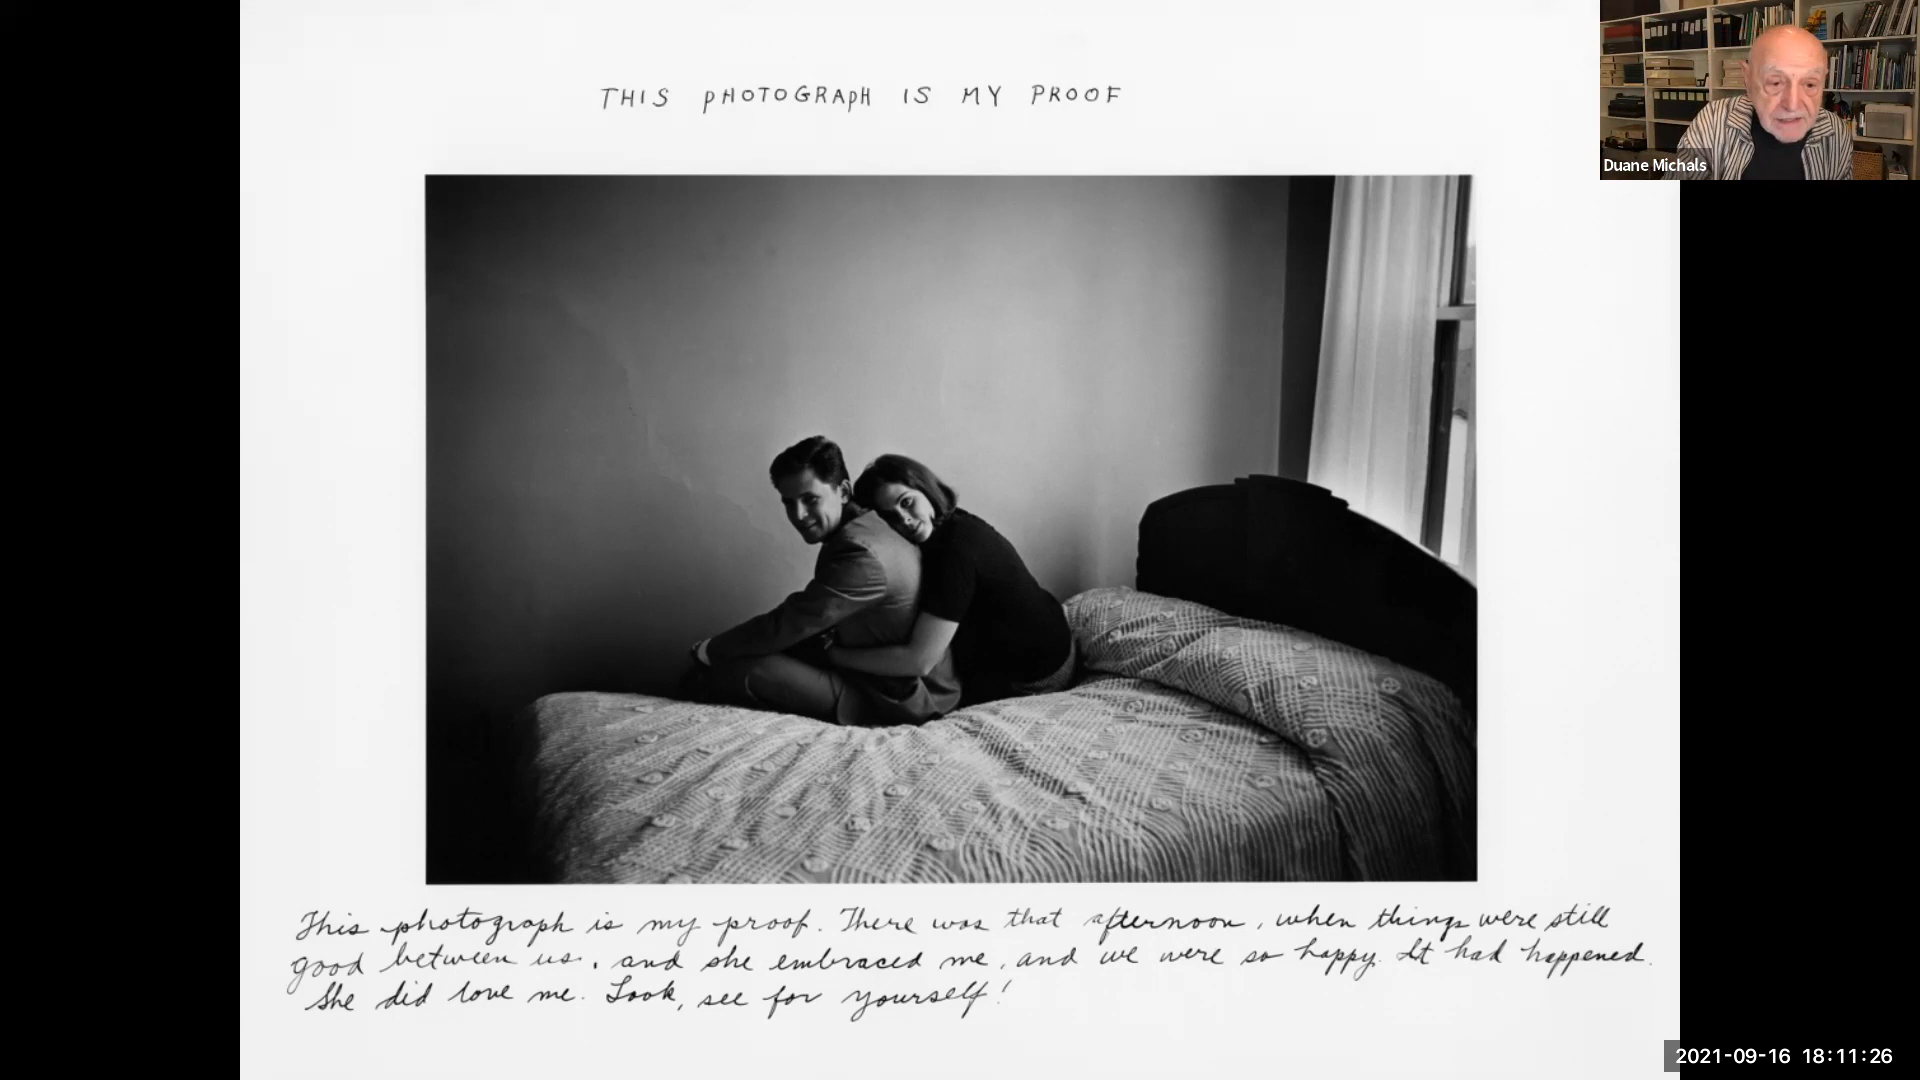 THIS PHOTOGRAPH IS MY PROOF
Duane Michals
This photograph is my proof. There was that afternoon, when things were still
good between us, and she embraced me, and we were so happy. It had happened.
She did love me. Look, see for yourself!
2021-09-16 18:11:26